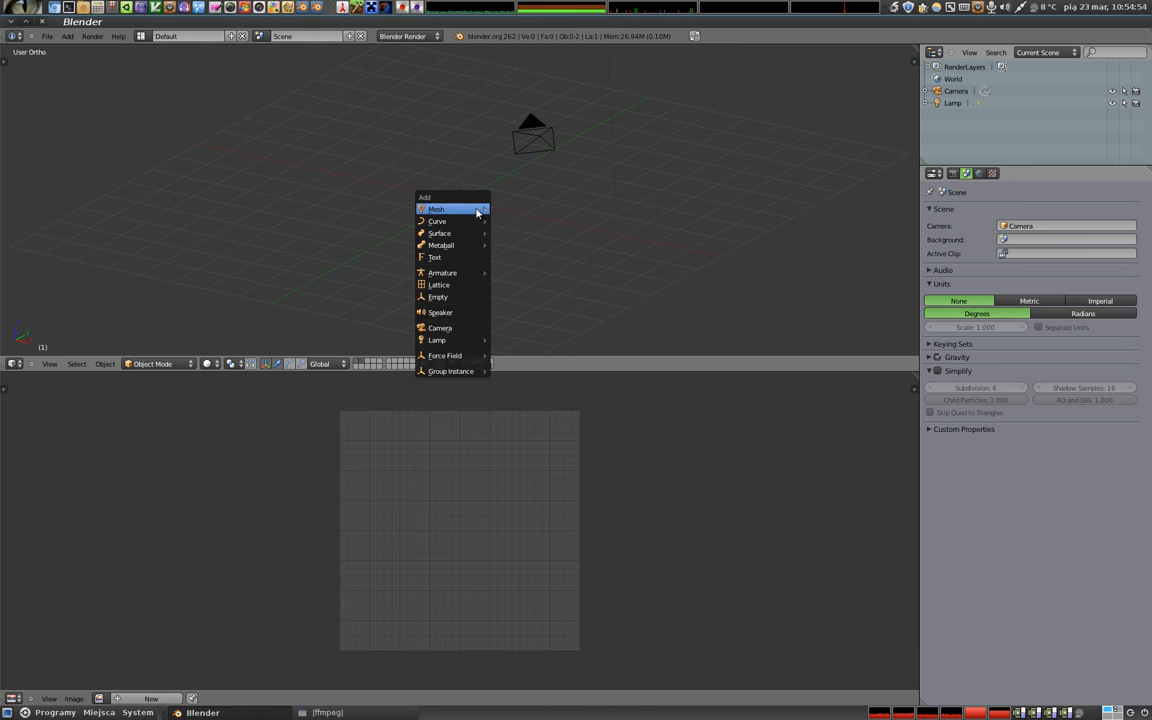 8 °C pią 23 mar, 10:54:54
Blender
File Add Render Help Default Scene Blender Render blender.org 262 | Ve:0 | Fa:0 | Ob:0-2 | La:1 | Mem:26.94M (0.10M)
View Search Current Scene
User Ortho
RenderLayers
World
Camera
Lamp
Scene
Scene
Camera: Camera
Background:
Active Clip:
Audio
Units
None Metric Imperial
Degrees Radians
Scale: 1.000 Separate Units
Keying Sets
Gravity
Simplify
Subdivision: 6 Shadow Samples: 16
Child Particles: 1.000 AO and SSS: 1.000
Skip Quad to Triangles
Custom Properties
Add
Mesh
Curve
Surface
Metaball
Text
Armature
Lattice
Empty
Speaker
Camera
Lamp
Force Field
Group Instance
(1)
View Select Object Object Mode Global
View Image New
Programy Miejsca System Blender [ffmpeg]